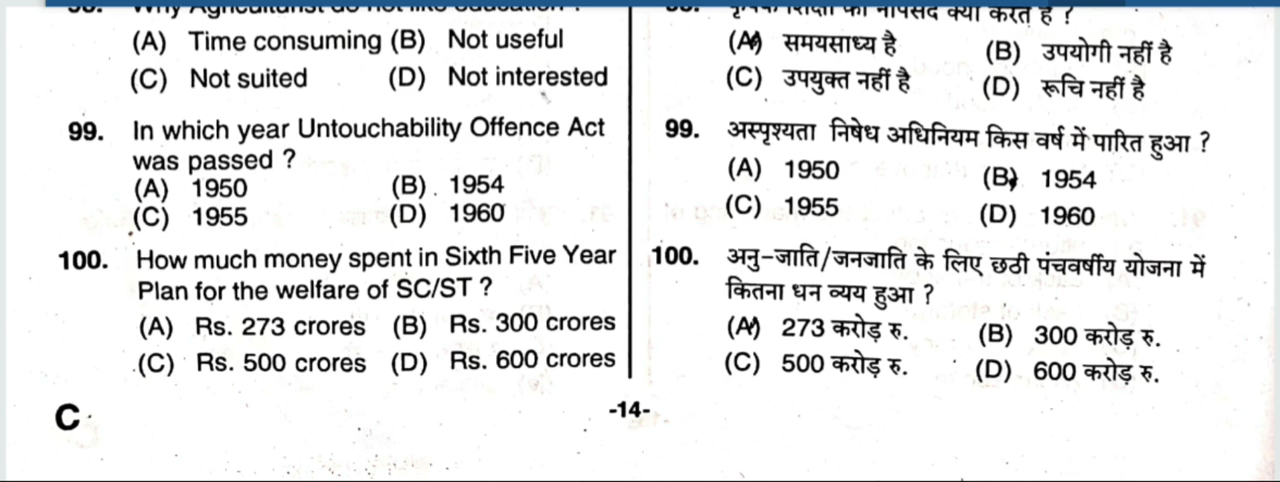 (A) Time consuming (B) Not useful
(C) Not suited (D) Not interested
99. In which year Untouchability Offence Act
was passed ?
(A) 1950 (B) 1954
(C) 1955 (D) 1960
100. How much money spent in Sixth Five Year
Plan for the welfare of SC/ST ?
(A) Rs. 273 crores (B) Rs. 300 crores
(C) Rs. 500 crores (D) Rs. 600 crores
(A) समयसाध्य है (B) उपयोगी नहीं है
(C) उपयुक्त नहीं है (D) रूचि नहीं है
99. अस्पृश्यता निषेध अधिनियम किस वर्ष में पारित हुआ ?
(A) 1950 (B) 1954
(C) 1955 (D) 1960
100. अनु-जाति/जनजाति के लिए छठी पंचवर्षीय योजना में
कितना धन व्यय हुआ ?
(A) 273 करोड़ रु. (B) 300 करोड़ रु.
(C) 500 करोड़ रु. (D) 600 करोड़ रु.
C -14-